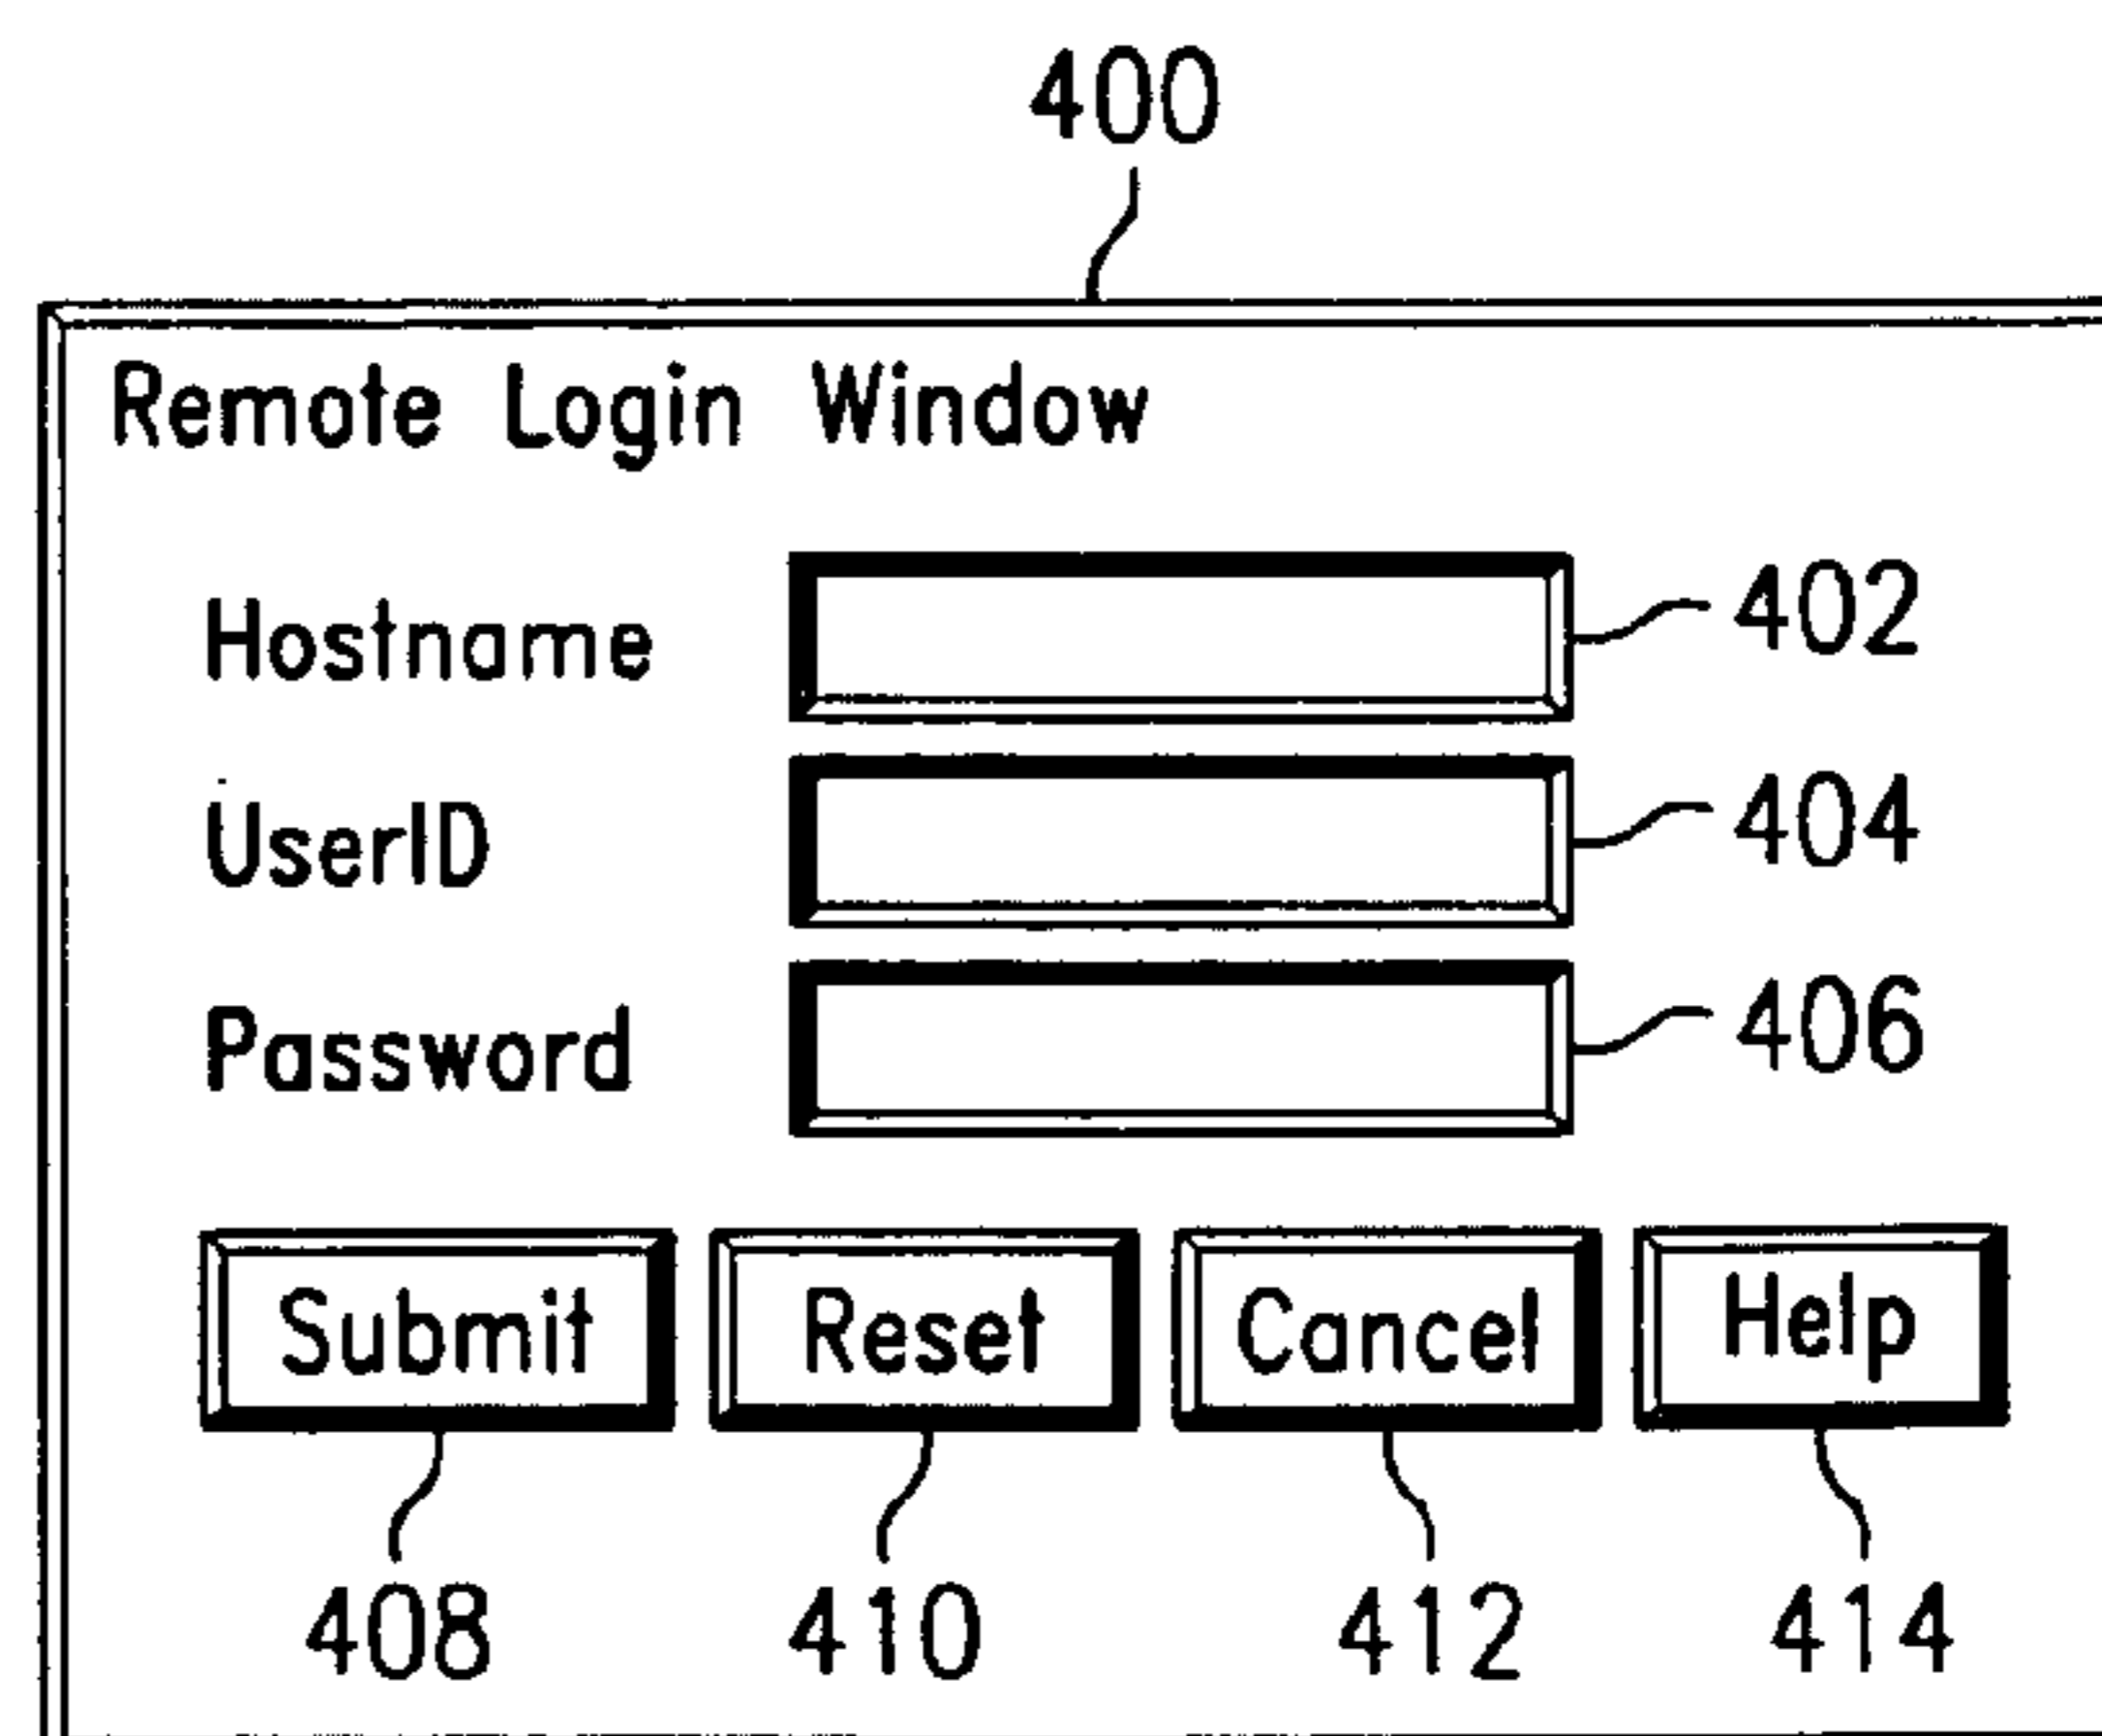 400
Remote Login Window
Hostname 402
UserID 404
Password 406
Submit Reset Cancel Help
408 410 412 414